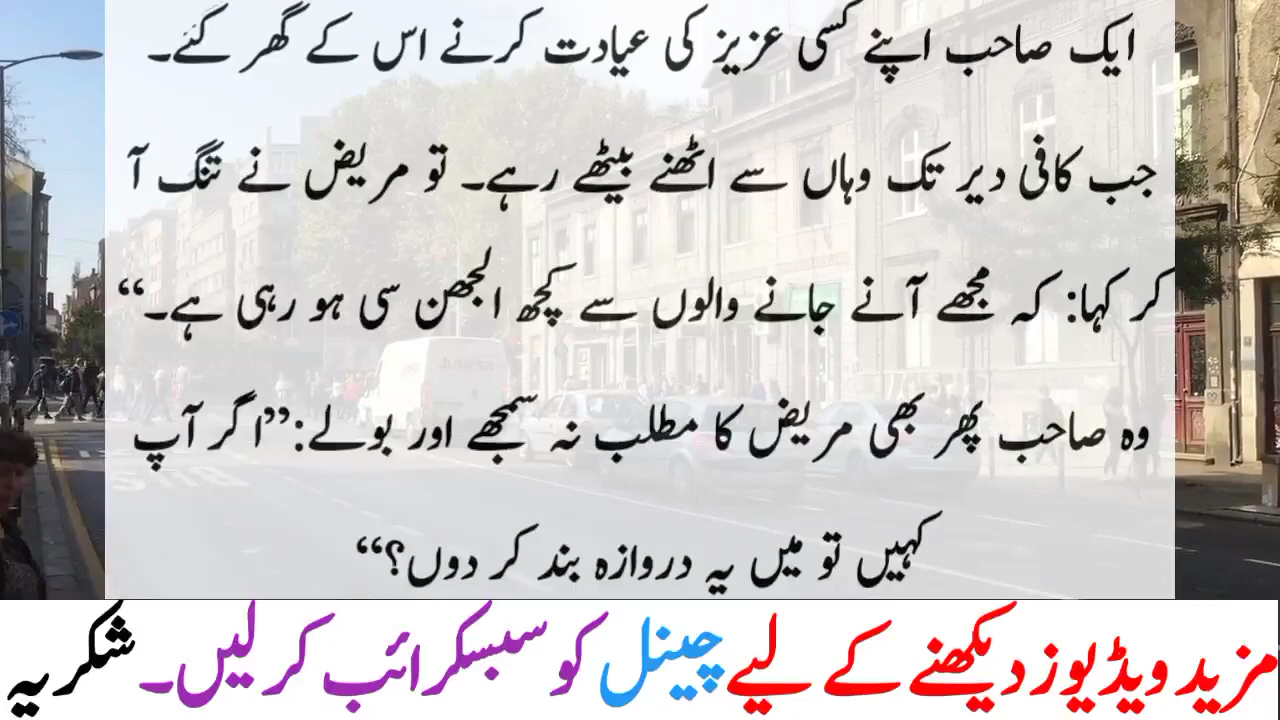 ایک صاحب اپنے کسی عزیز کی عیادت کرنے اس کے گھر گئے۔
جب کافی دیر تک وہاں سے اٹھنے بیٹھے رہے۔ تو مریض نے تنگ آ
کر کہا: کہ مجھے آنے جانے والوں سے کچھ الجھن سی ہو رہی ہے۔“
وہ صاحب پھر بھی مریض کا مطلب نہ سمجھے اور بولے:”اگر آپ
کہیں تو میں یہ دروازہ بند کر دوں؟“
مزید ویڈیوز دیکھنے کے لیے چینل کو سبسکرائب کر لیں۔ شکریہ